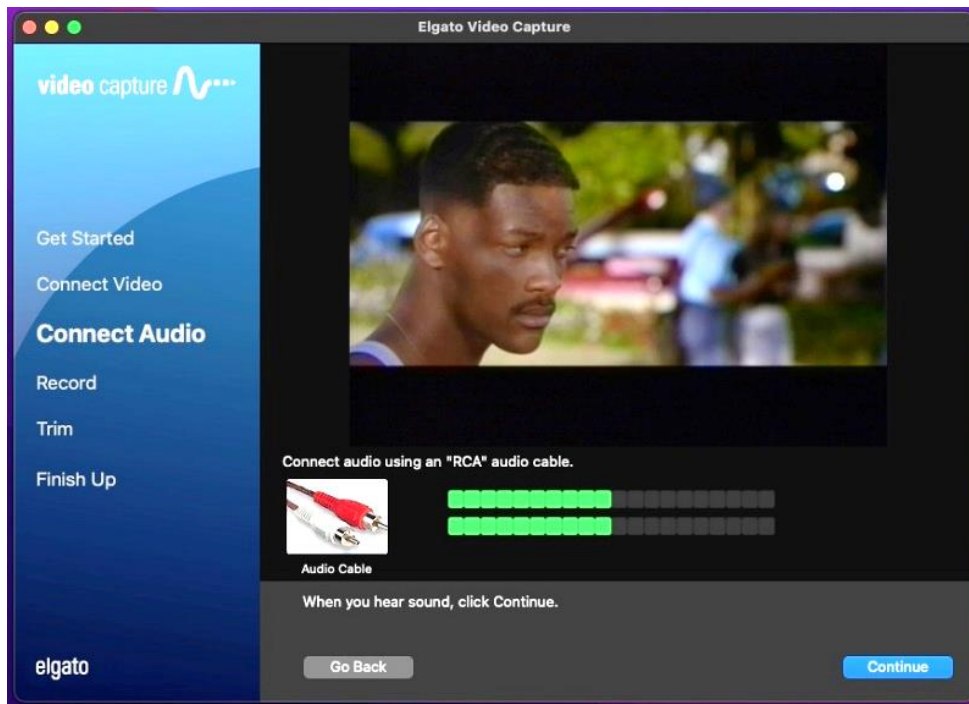 Elgato Video Capture
video capture
Get Started
Connect Video
Connect Audio
Record
Trim
Finish Up
Connect audio using an "RCA" audio cable.
Audio Cable
When you hear sound, click Continue.
elgato
Go Back
Continue